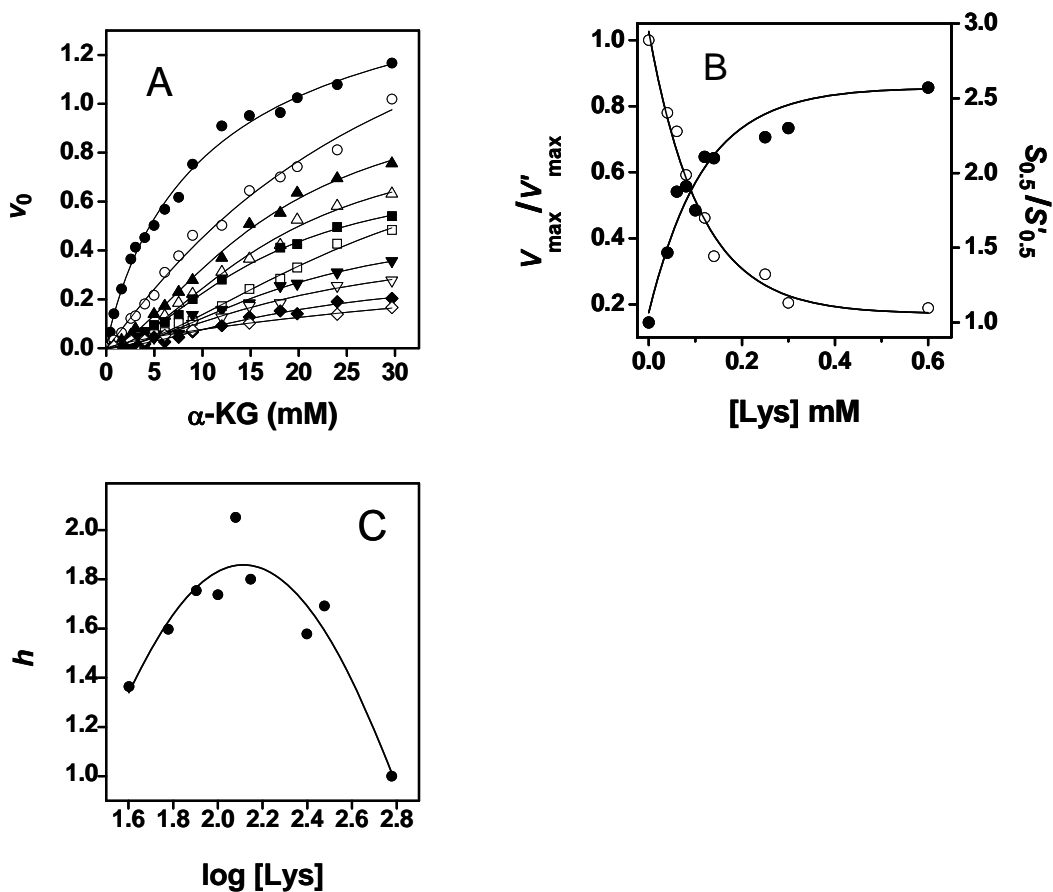 A
1.2
1.0
0.8
0.6
0.4
0.2
0.0
v0
0 5 10 15 20 25 30
α-KG (mM)
B
1.0
0.8
0.6
0.4
0.2
Vmax/V'max
3.0
2.5
2.0
1.5
1.0
S0.5/S'0.5
0.0 0.2 0.4 0.6
[Lys] mM
C
2.0
1.8
1.6
1.4
1.2
1.0
h
1.6 1.8 2.0 2.2 2.4 2.6 2.8
log [Lys]